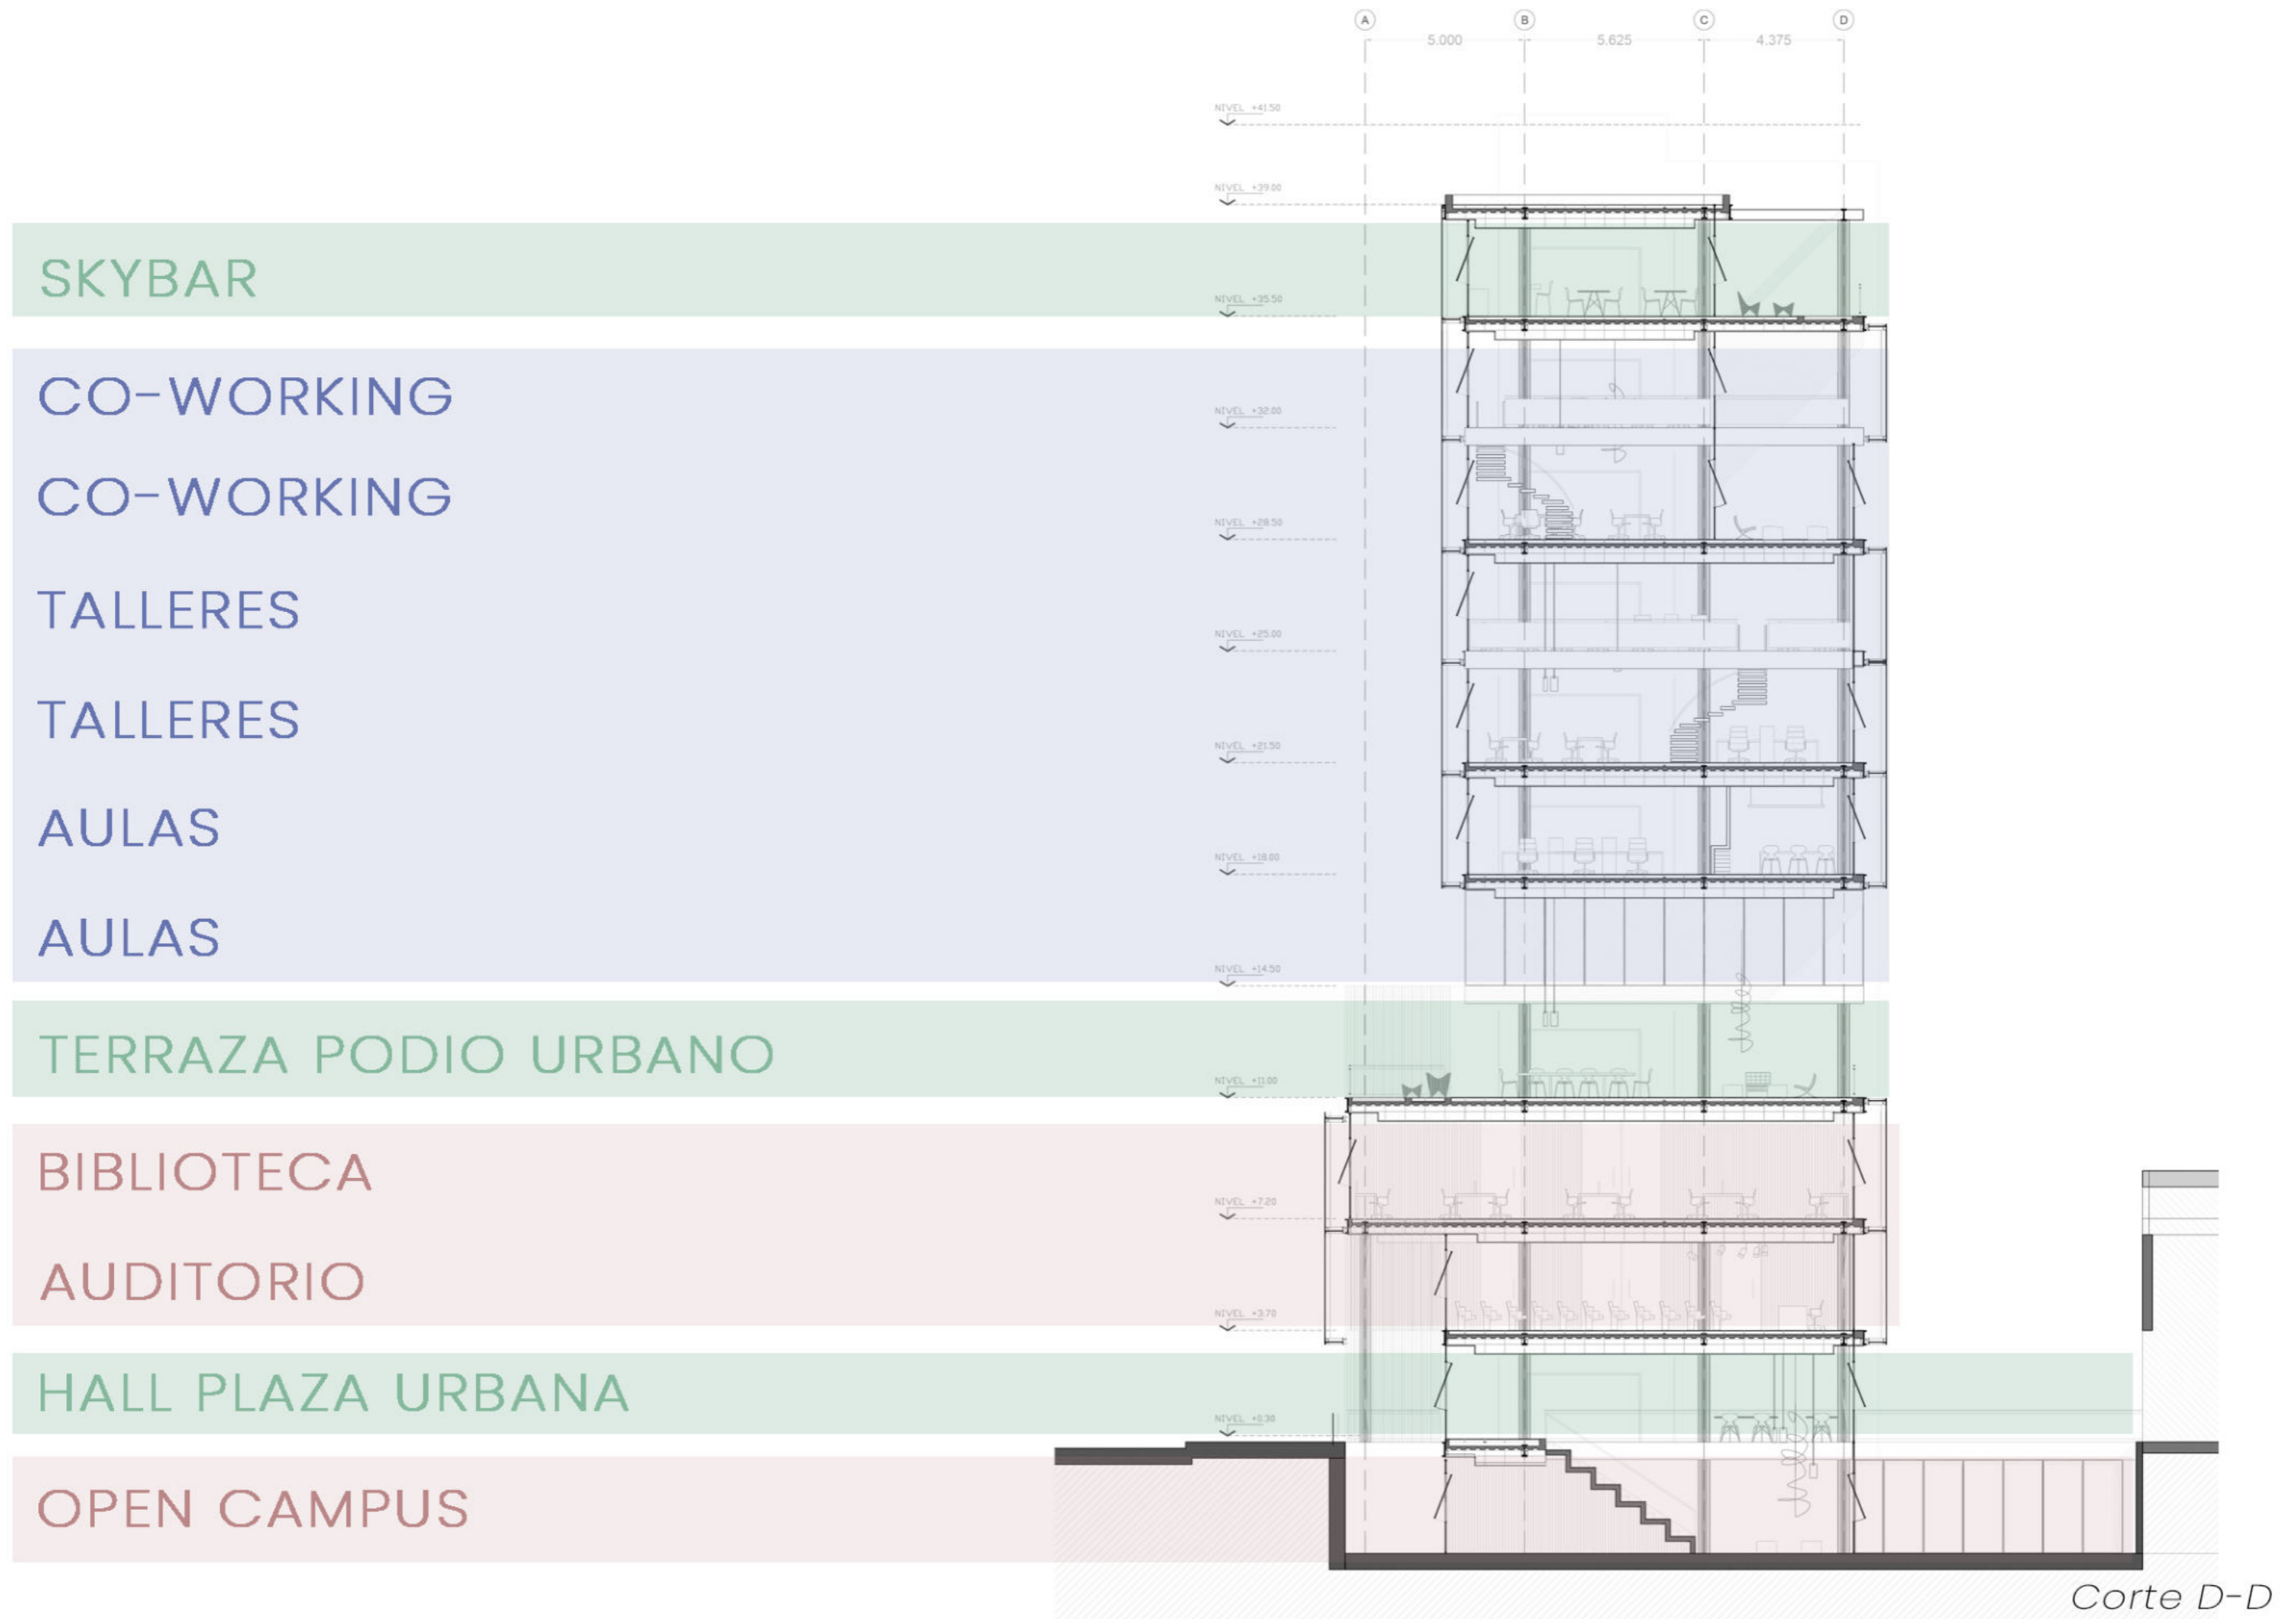 A B C D
5.000 5.625 4.375
NIVEL +41.50
NIVEL +39.00
SKYBAR
NIVEL +35.50
CO-WORKING
NIVEL +32.00
CO-WORKING
NIVEL +28.50
TALLERES
NIVEL +25.00
TALLERES
NIVEL +21.50
AULAS
NIVEL +18.00
AULAS
NIVEL +14.50
TERRAZA PODIO URBANO
NIVEL +11.00
BIBLIOTECA
NIVEL +7.20
AUDITORIO
NIVEL +3.70
HALL PLAZA URBANA
NIVEL +0.30
OPEN CAMPUS
Corte D-D